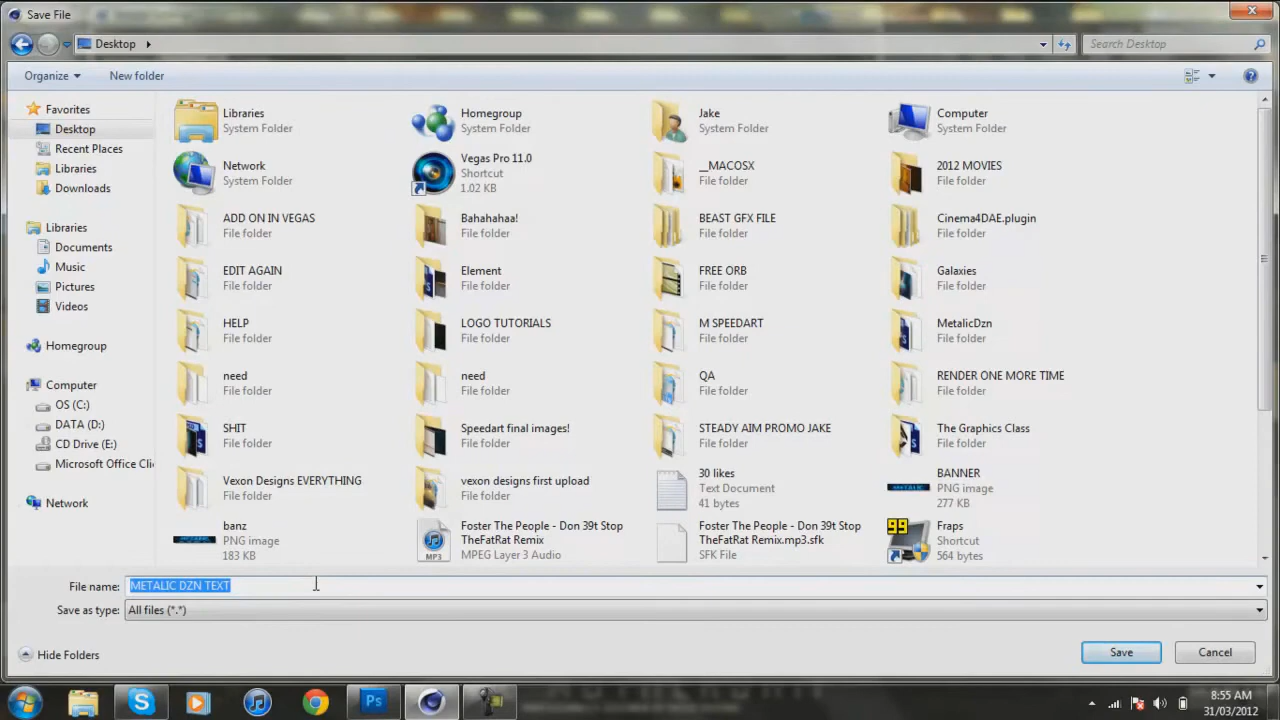 Save File
Desktop
Search Desktop
Organize
New folder
Favorites
Desktop
Recent Places
Libraries
Downloads
Libraries
Documents
Music
Pictures
Videos
Homegroup
Computer
OS (C:)
DATA (D:)
CD Drive (E:)
Microsoft Office Clic
Network
Libraries
System Folder
Homegroup
System Folder
Jake
System Folder
Computer
System Folder
Network
System Folder
Vegas Pro 11.0
Shortcut
1.02 KB
__MACOSX
File folder
2012 MOVIES
File folder
ADD ON IN VEGAS
File folder
Bahahahaa!
File folder
BEAST GFX FILE
File folder
Cinema4DAE.plugin
File folder
EDIT AGAIN
File folder
Element
File folder
FREE ORB
File folder
Galaxies
File folder
HELP
File folder
LOGO TUTORIALS
File folder
M SPEEDART
File folder
MetalicDzn
File folder
need
File folder
need
File folder
QA
File folder
RENDER ONE MORE TIME
File folder
SHIT
File folder
Speedart final images!
File folder
STEADY AIM PROMO JAKE
File folder
The Graphics Class
File folder
Vexon Designs EVERYTHING
File folder
vexon designs first upload
File folder
30 likes
Text Document
41 bytes
BANNER
PNG image
277 KB
banz
PNG image
183 KB
Foster The People - Don 39t Stop
TheFatRat Remix
MPEG Layer 3 Audio
Foster The People - Don 39t Stop
TheFatRat Remix.mp3.sfk
SFK File
Fraps
Shortcut
564 bytes
File name: METALIC DZN TEXT
Save as type: All files (*.*)
Hide Folders
Save
Cancel
8:55 AM
31/03/2012